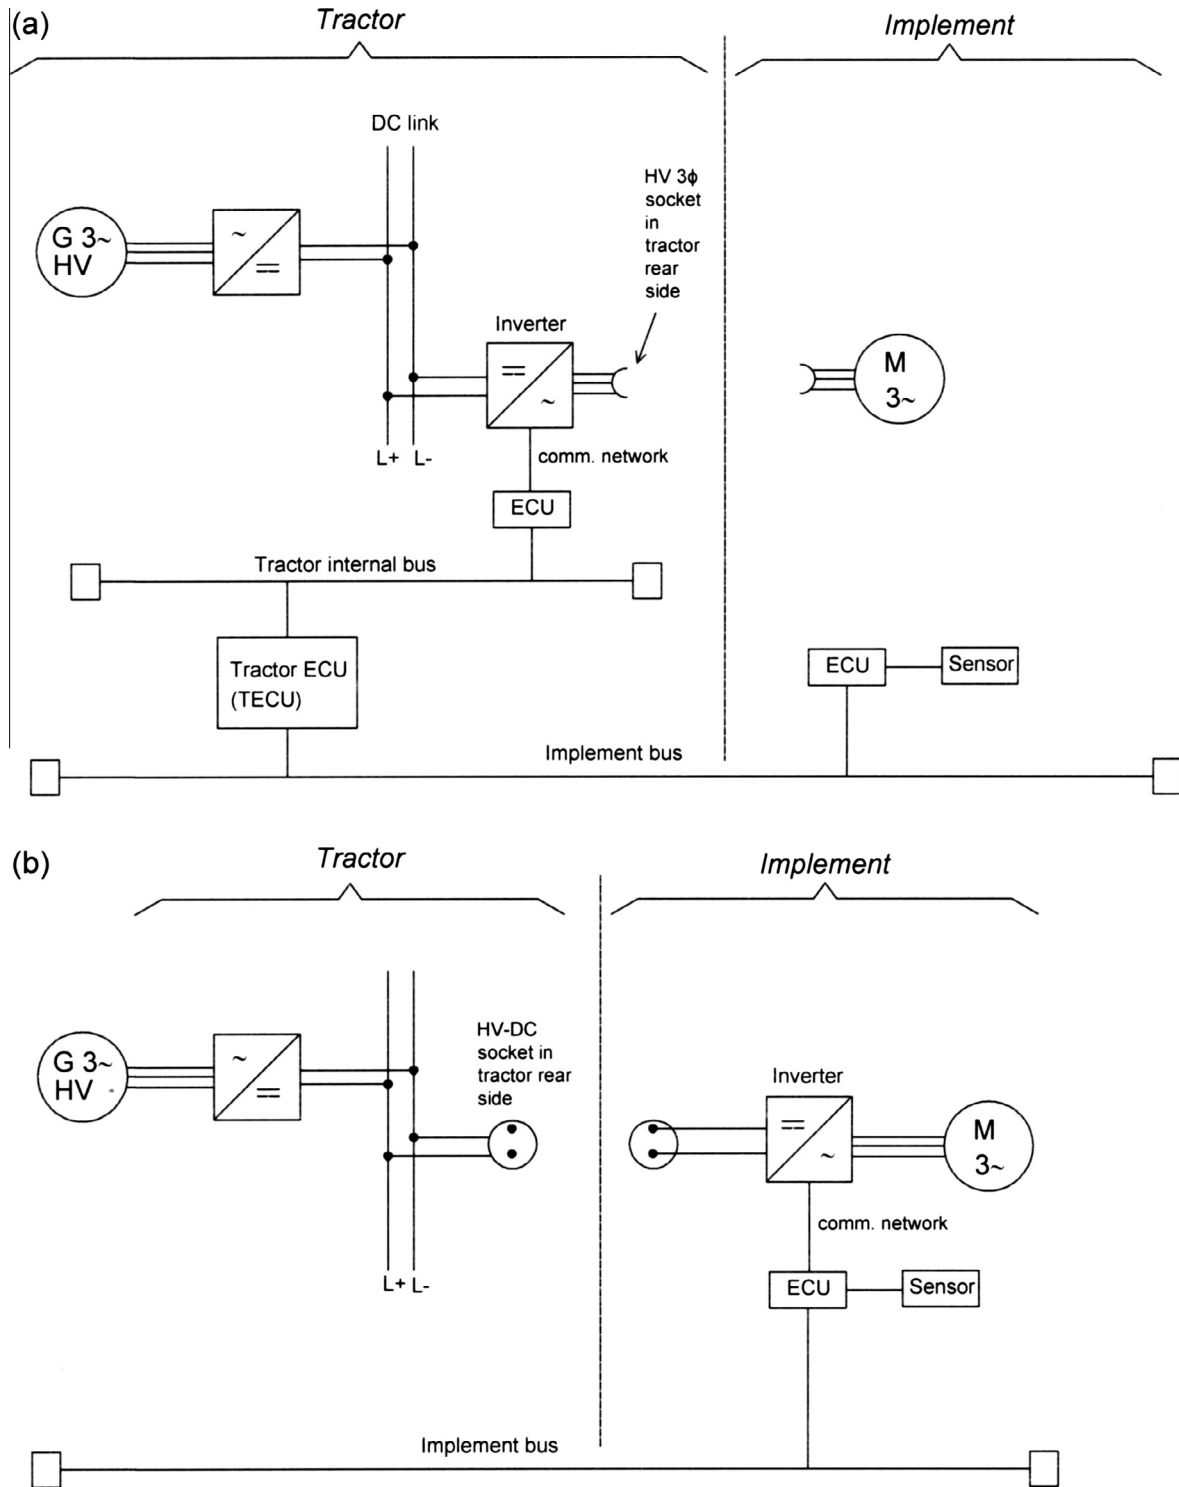 (a)
Tractor
Implement
DC link
HV 3ϕ
socket
in
tractor
rear
side
G 3~
HV
~
==
Inverter
==
~
M
3~
L+ L-
comm. network
ECU
Tractor internal bus
Tractor ECU
(TECU)
ECU
Sensor
Implement bus
(b)
Tractor
Implement
HV-DC
socket in
tractor rear
side
G 3~
HV
~
==
Inverter
==
~
M
3~
comm. network
L+ L-
ECU
Sensor
Implement bus